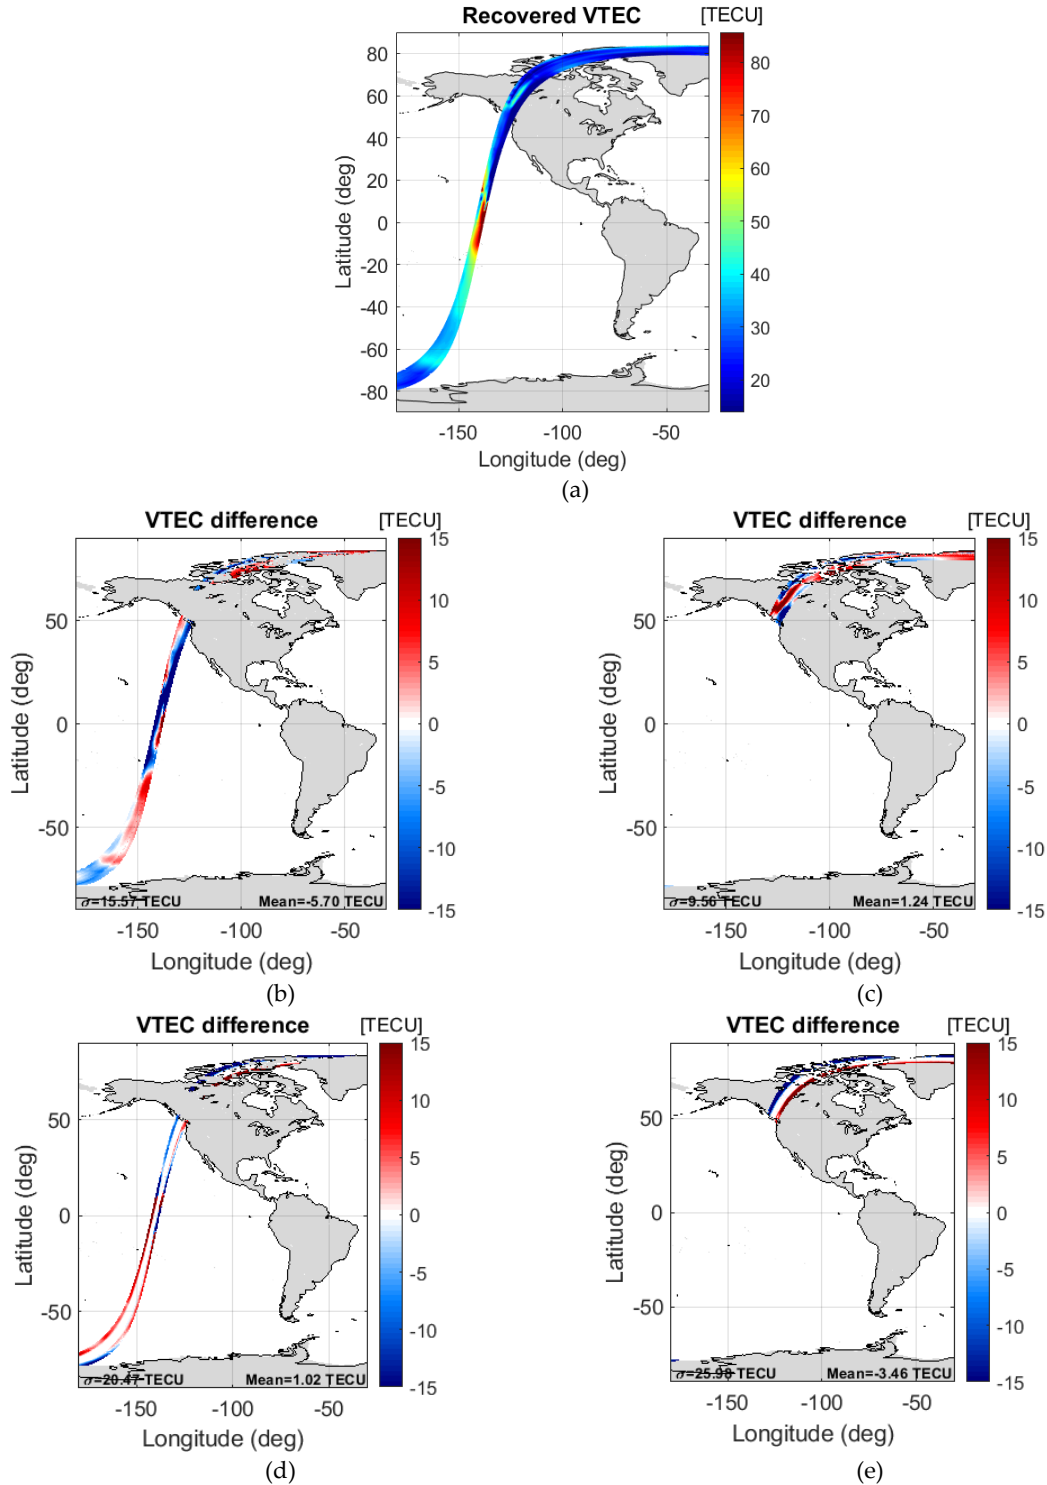 Recovered VTEC [TECU]
80
60
40
20
0
-20
-40
-60
-80
Latitude (deg)
80
70
60
50
40
30
20
-150 -100 -50
Longitude (deg)
(a)
VTEC difference [TECU]
50
0
-50
Latitude (deg)
15
10
5
0
-5
-10
-15
σ=15.57 TECU Mean=-5.70 TECU
-150 -100 -50
Longitude (deg)
(b)
VTEC difference [TECU]
50
0
-50
Latitude (deg)
15
10
5
0
-5
-10
-15
σ=9.56 TECU Mean=1.24 TECU
-150 -100 -50
Longitude (deg)
(c)
VTEC difference [TECU]
50
0
-50
Latitude (deg)
15
10
5
0
-5
-10
-15
σ=20.47 TECU Mean=1.02 TECU
-150 -100 -50
Longitude (deg)
(d)
VTEC difference [TECU]
50
0
-50
Latitude (deg)
15
10
5
0
-5
-10
-15
σ=25.98 TECU Mean=-3.46 TECU
-150 -100 -50
Longitude (deg)
(e)